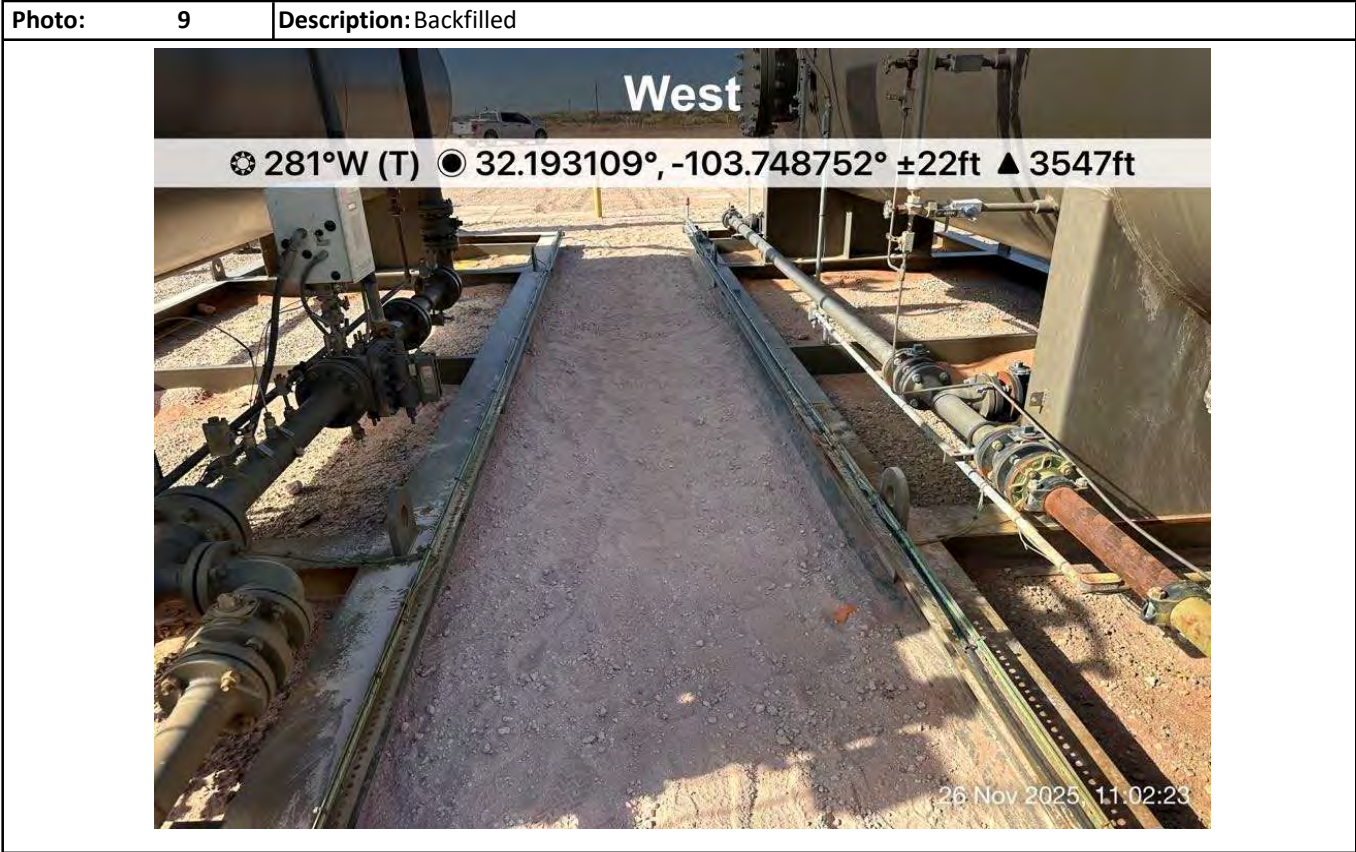 Photo: 9 Description: Backfilled
West
281°W (T) 32.193109°, -103.748752° ±22ft ▲ 3547ft
26 Nov 2025, 11:02:23